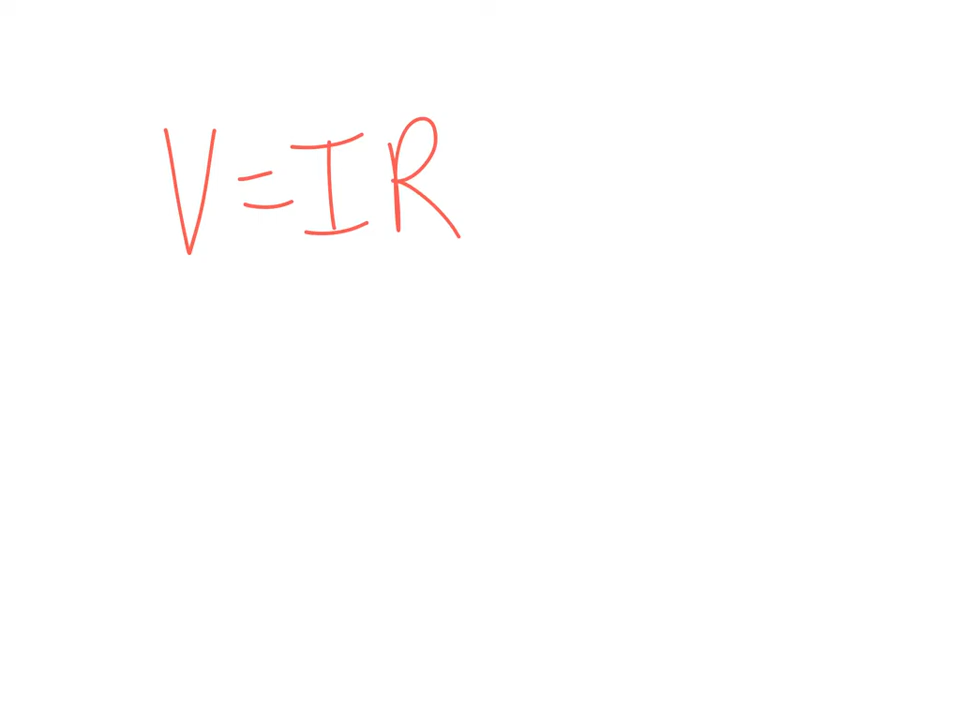 V = IR